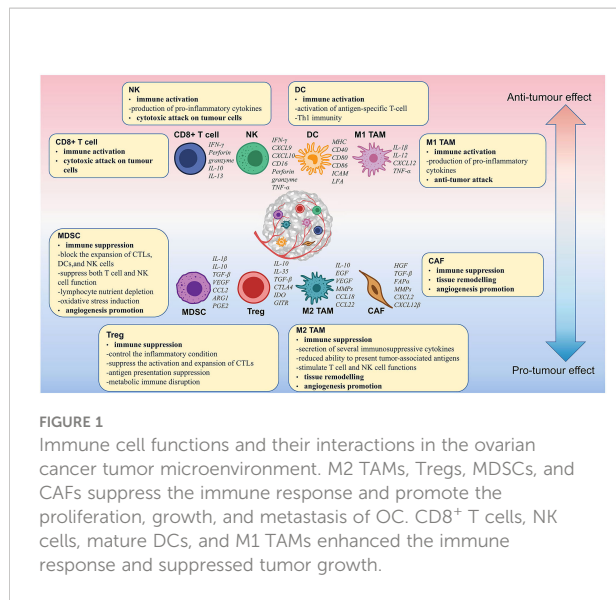 NK
• immune activation
-production of pro-inflammatory cytokines
• cytotoxic attack on tumour cells
DC
• immune activation
-activation of antigen-specific T-cell
-Th1 immunity
Anti-tumour effect
CD8+ T cell
• immune activation
• cytotoxic attack on tumour
cells
CD8+ T cell
IFN-γ
Perforin
granzyme
IL-10
IL-13
NK
IFN-γ
CXCL9
CXCL10
CD16
Perforin
granzyme
TNF-α
DC
MHC
CD40
CD80
CD86
ICAM
LFA
M1 TAM
IL-1β
IL-12
CXCL12
TNF-α
M1 TAM
• immune activation
-production of pro-inflammatory
cytokines
• anti-tumor attack
MDSC
• immune suppression
-block the expansion of CTLs,
DCs,and NK cells
-suppress both T cell and NK
cell function
-lymphocyte nutrient depletion
-oxidative stress induction
• angiogenesis promotion
MDSC
IL-1β
IL-10
TGF-β
VEGF
CCL2
ARG1
PGE2
Treg
IL-10
IL-35
TGF-β
CTLA4
IDO
GITR
M2 TAM
IL-10
EGF
VEGF
MMPs
CCL18
CCL22
CAF
HGF
TGF-β
FAPα
MMPs
CXCL2
CXCL12β
CAF
• immune suppression
• tissue remodelling
• angiogenesis promotion
Treg
• immune suppression
-control the inflammatory condition
-suppress the activation and expansion of CTLs
-antigen presentation suppression
-metabolic immune disruption
M2 TAM
• immune suppression
-secretion of several immunosuppressive cytokines
-reduced ability to present tumor-associated antigens
-stimulate T cell and NK cell functions
• tissue remodelling
• angiogenesis promotion
Pro-tumour effect
FIGURE 1
Immune cell functions and their interactions in the ovarian
cancer tumor microenvironment. M2 TAMs, Tregs, MDSCs, and
CAFs suppress the immune response and promote the
proliferation, growth, and metastasis of OC. CD8⁺ T cells, NK
cells, mature DCs, and M1 TAMs enhanced the immune
response and suppressed tumor growth.